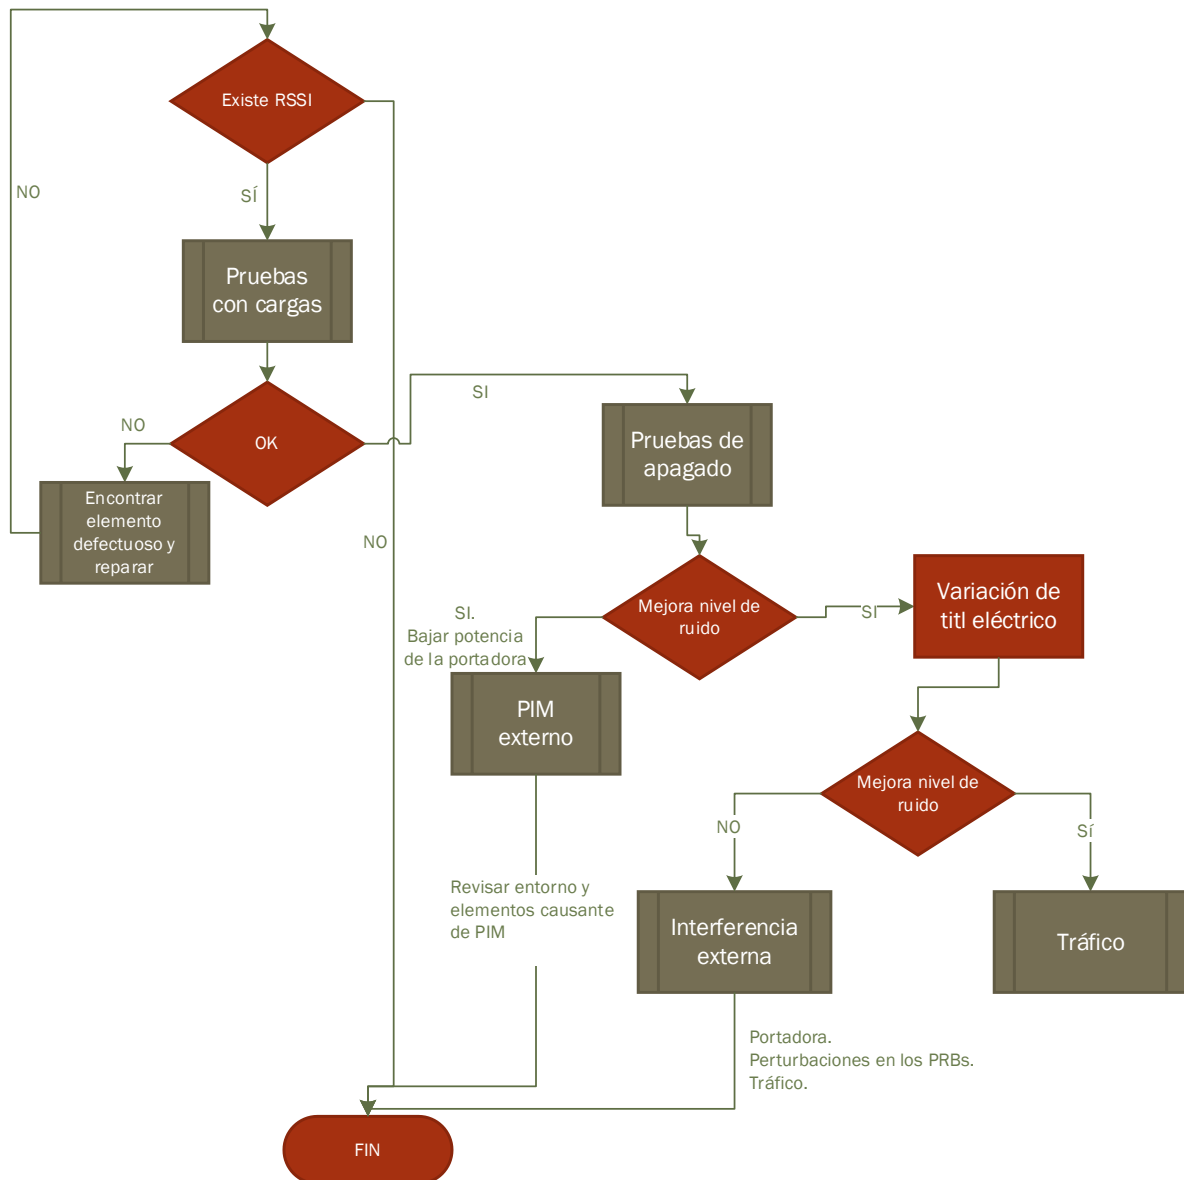 Existe RSSI
NO
SÍ
Pruebas
con cargas
SI
NO
OK
Pruebas de
apagado
Encontrar
elemento
defectuoso y
reparar
NO
Mejora nivel de
ruido
SI
Variación de
titl eléctrico
SI.
Bajar potencia
de la portadora
PIM
externo
Mejora nivel de
ruido
NO
Sí
Revisar entorno y
elementos causante
de PIM
Interferencia
externa
Tráfico
Portadora.
Perturbaciones en los PRBs.
Tráfico.
FIN